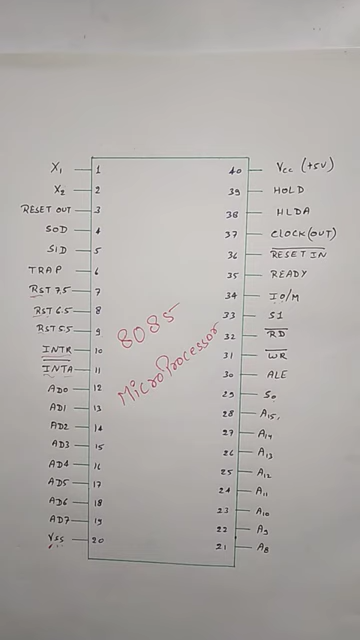 X₁ 1 40 Vcc (+5V)
X₂ 2 39 HOLD
RESET OUT 3 38 HLDA
SOD 4 37 CLOCK(OUT)
SID 5 36 RESET IN
TRAP 6 35 READY
RST 7.5 7 34 IO/M
RST 6.5 8 33 S1
RST 5.5 9 32 RD
INTR 10 31 WR
INTA 11 30 ALE
AD0 12 29 S₀
AD1 13 28 A₁₅
AD2 14 27 A₁₄
AD3 15 26 A₁₃
AD4 16 25 A₁₂
AD5 17 24 A₁₁
AD6 18 23 A₁₀
AD7 19 22 A₉
VSS 20 21 A₈
8085
MicroProcessor